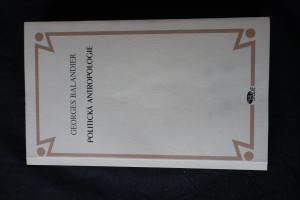 GEORGES BALANDIER
POLITICKÁ ANTROPOLOGIE